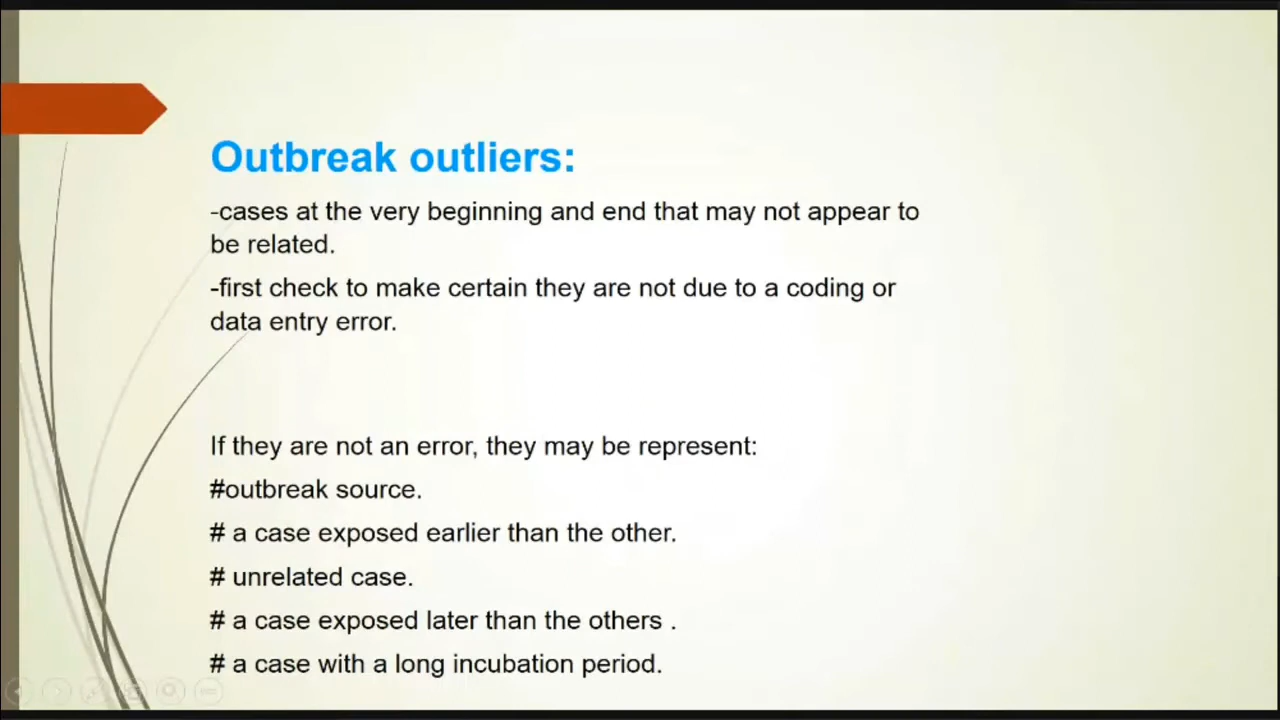 Outbreak outliers:
-cases at the very beginning and end that may not appear to
be related.
-first check to make certain they are not due to a coding or
data entry error.
If they are not an error, they may be represent:
#outbreak source.
# a case exposed earlier than the other.
# unrelated case.
# a case exposed later than the others .
# a case with a long incubation period.